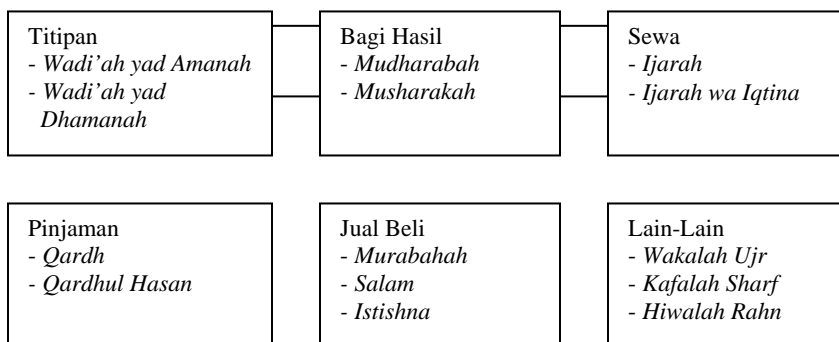 Titipan
- Wadi’ah yad Amanah
- Wadi’ah yad
Dhamanah
Bagi Hasil
- Mudharabah
- Musharakah
Sewa
- Ijarah
- Ijarah wa Iqtina
Pinjaman
- Qardh
- Qardhul Hasan
Jual Beli
- Murabahah
- Salam
- Istishna
Lain-Lain
- Wakalah Ujr
- Kafalah Sharf
- Hiwalah Rahn